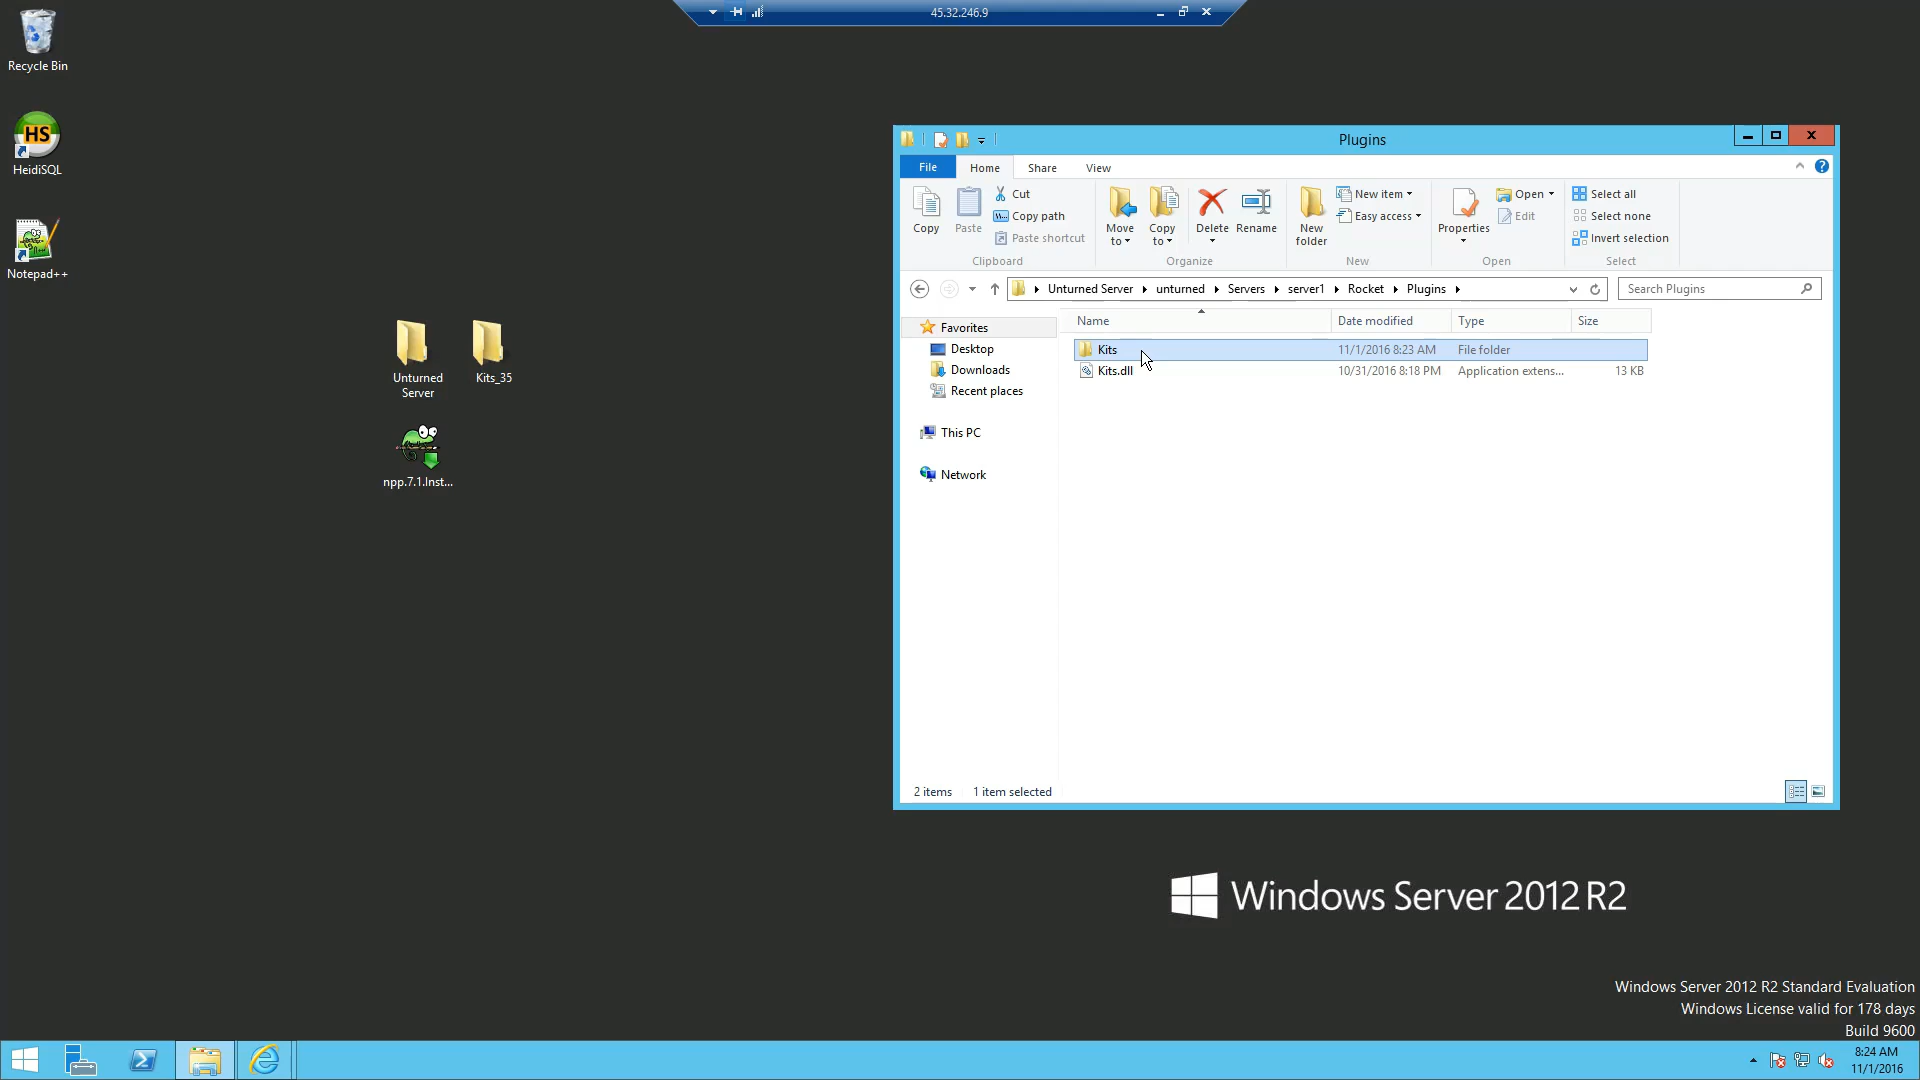 45.32.246.9
Recycle Bin
HS
HeidiSQL
Notepad++
Unturned
Server
Kits_35
npp.7.1.Inst...
Plugins
File Home Share View
Copy
Paste
Cut
Copy path
Paste shortcut
Clipboard
Move
to
Copy
to
Delete
Rename
Organize
New
folder
New item
Easy access
New
Properties
Open
Edit
Open
Select all
Select none
Invert selection
Select
Unturned Server unturned Servers server1 Rocket Plugins
Search Plugins
Favorites
Desktop
Downloads
Recent places
This PC
Network
Name Date modified Type Size
Kits 11/1/2016 8:23 AM File folder
Kits.dll 10/31/2016 8:18 PM Application extens... 13 KB
2 items 1 item selected
Windows Server 2012 R2
Windows Server 2012 R2 Standard Evaluation
Windows License valid for 178 days
Build 9600
8:24 AM
11/1/2016